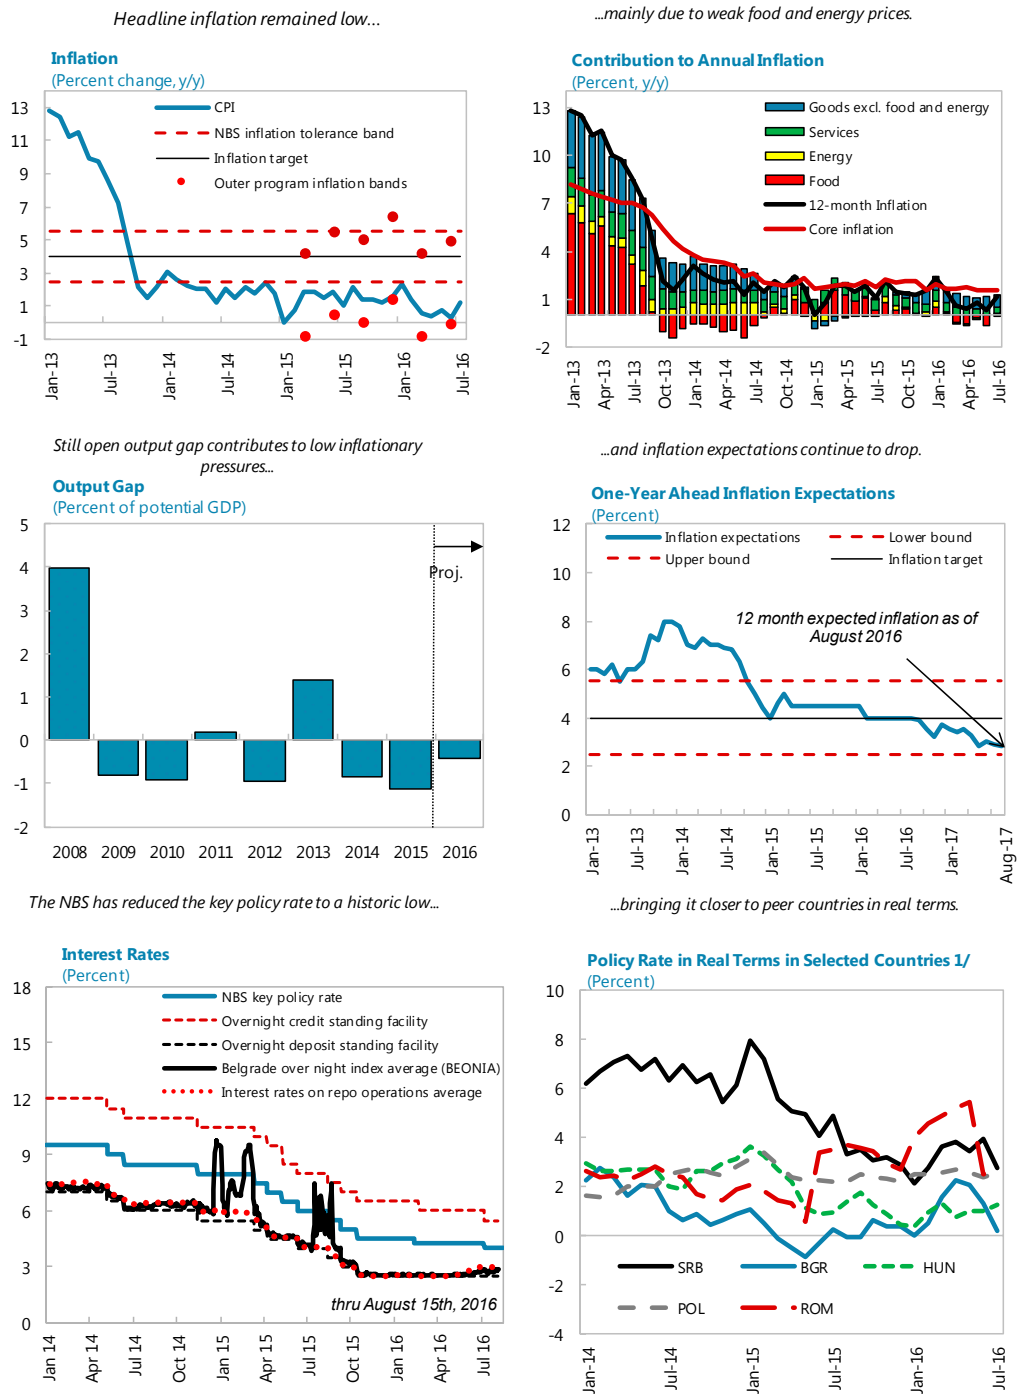 Headline inflation remained low...
Inflation
(Percent change, y/y)
CPI
NBS inflation tolerance band
Inflation target
Outer program inflation bands
13
11
9
7
5
3
1
-1
Jan-13
Jul-13
Jan-14
Jul-14
Jan-15
Jul-15
Jan-16
Jul-16
...mainly due to weak food and energy prices.
Contribution to Annual Inflation
(Percent, y/y)
Goods excl. food and energy
Services
Energy
Food
12-month Inflation
Core inflation
13
10
7
4
1
-2
Jan-13
Apr-13
Jul-13
Oct-13
Jan-14
Apr-14
Jul-14
Oct-14
Jan-15
Apr-15
Jul-15
Oct-15
Jan-16
Apr-16
Jul-16
Still open output gap contributes to low inflationary
pressures...
Output Gap
(Percent of potential GDP)
Proj.
5
4
3
2
1
0
-1
-2
2008 2009 2010 2011 2012 2013 2014 2015 2016
...and inflation expectations continue to drop.
One-Year Ahead Inflation Expectations
(Percent)
Inflation expectations
Lower bound
Upper bound
Inflation target
12 month expected inflation as of
August 2016
12
10
8
6
4
2
0
Jan-13
Jul-13
Jan-14
Jul-14
Jan-15
Jul-15
Jan-16
Jul-16
Jan-17
Aug-17
The NBS has reduced the key policy rate to a historic low...
Interest Rates
(Percent)
NBS key policy rate
Overnight credit standing facility
Overnight deposit standing facility
Belgrade over night index average (BEONIA)
Interest rates on repo operations average
thru August 15th, 2016
18
15
12
9
6
3
0
Jan 14
Apr 14
Jul 14
Oct 14
Jan 15
Apr 15
Jul 15
Oct 15
Jan 16
Apr 16
Jul 16
...bringing it closer to peer countries in real terms.
Policy Rate in Real Terms in Selected Countries 1/
(Percent)
10
8
6
4
2
0
-2
-4
SRB
BGR
HUN
POL
ROM
Jan-14
Jul-14
Jan-15
Jul-15
Jan-16
Jul-16